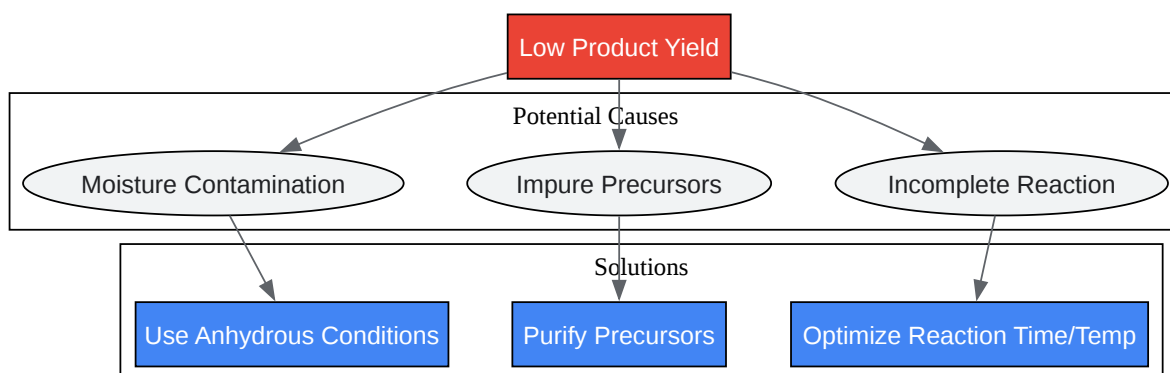 Low Product Yield
Potential Causes
Moisture Contamination
Impure Precursors
Incomplete Reaction
Solutions
Use Anhydrous Conditions
Purify Precursors
Optimize Reaction Time/Temp